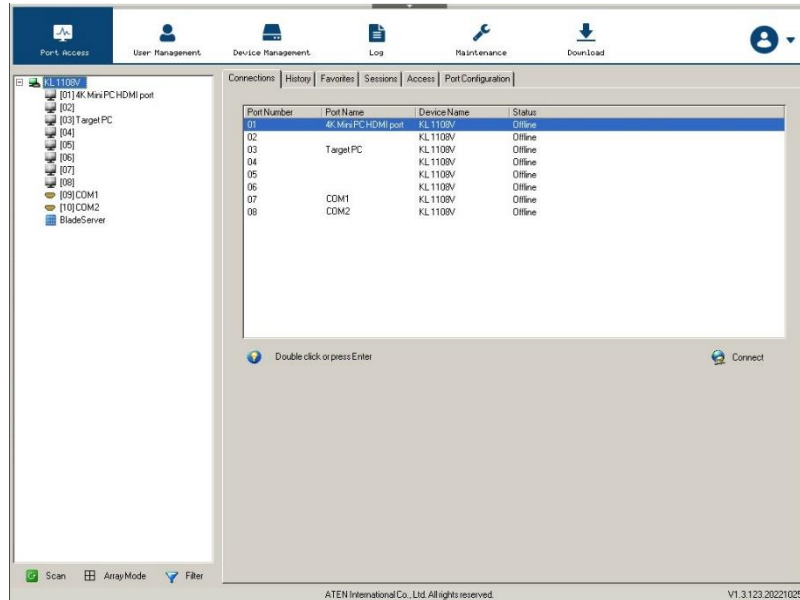 Port Access User Management Device Management Log Maintenance Download
KL1108V
[01] 4K Mini PC HDMI port
[02]
[03] Target PC
[04]
[05]
[06]
[07]
[08]
[09] COM1
[10] COM2
BladeServer
Connections History Favorites Sessions Access Port Configuration
Port Number Port Name Device Name Status
01 4K Mini PC HDMI port KL1108V Offline
02 KL1108V Offline
03 Target PC KL1108V Offline
04 KL1108V Offline
05 KL1108V Offline
06 KL1108V Offline
07 COM1 KL1108V Offline
08 COM2 KL1108V Offline
Double click or press Enter Connect
Scan Array Mode Filter
ATEN International Co., Ltd. All rights reserved. V1.3.123.20221025